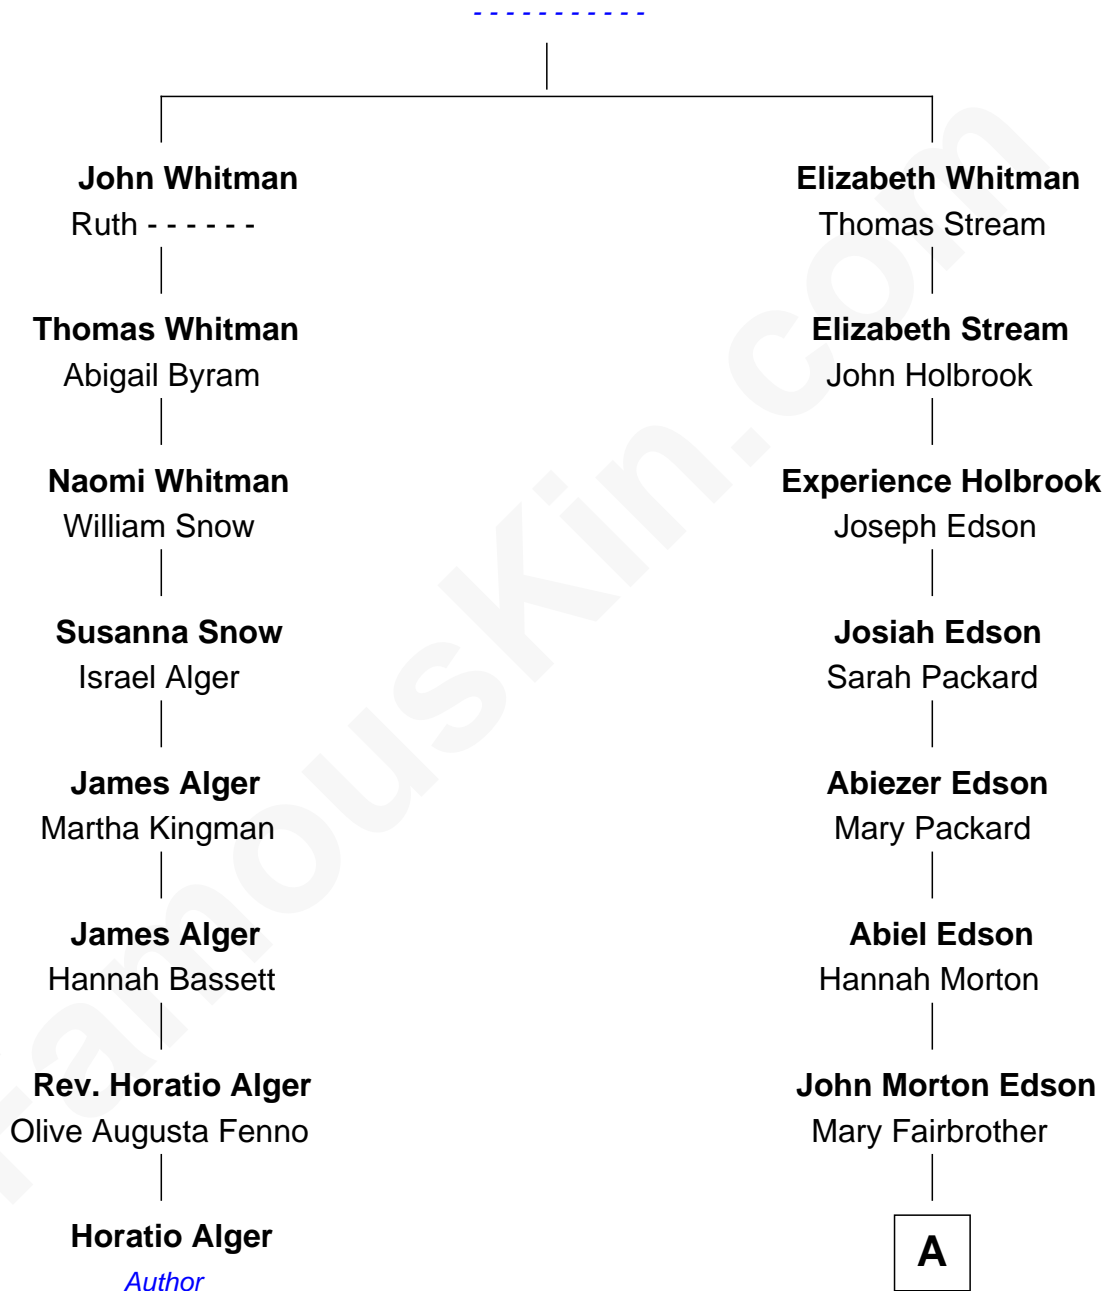 - - - - - - - - - - -
John Whitman
Ruth - - - - - -
Elizabeth Whitman
Thomas Stream
Thomas Whitman
Abigail Byram
Elizabeth Stream
John Holbrook
Naomi Whitman
William Snow
Experience Holbrook
Joseph Edson
Susanna Snow
Israel Alger
Josiah Edson
Sarah Packard
James Alger
Martha Kingman
Abiezer Edson
Mary Packard
James Alger
Hannah Bassett
Abiel Edson
Hannah Morton
Rev. Horatio Alger
Olive Augusta Fenno
John Morton Edson
Mary Fairbrother
Horatio Alger
Author
A
FamousKin.com